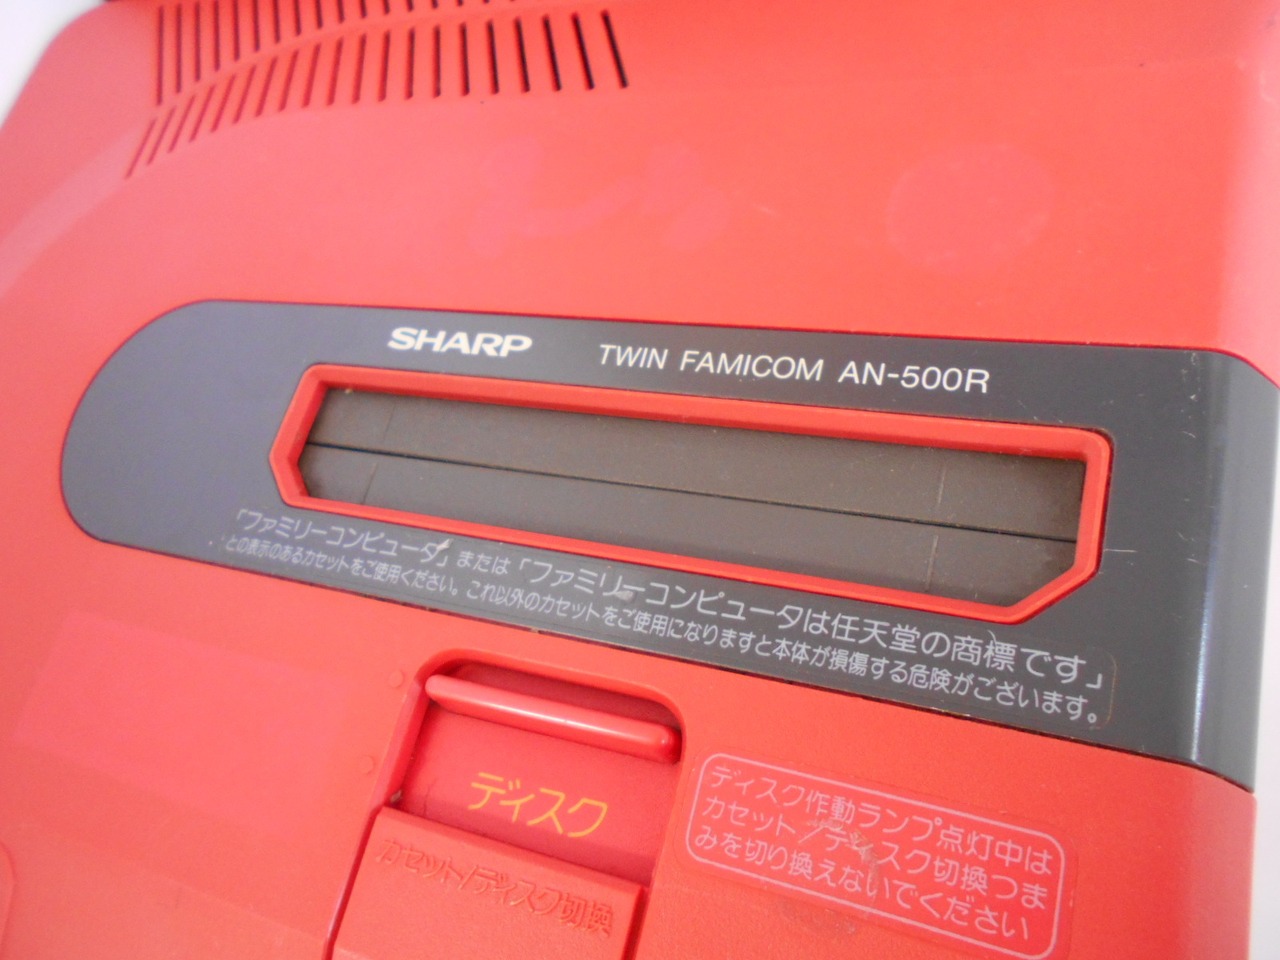 SHARP TWIN FAMICOM AN-500R
「ファミリーコンピュータ」または「ファミリーコンピュータは任天堂の商標です」
との表示のあるカセットをご使用ください。これ以外のカセットをご使用になりますと本体が損傷する危険がございます。
ディスク
カセット/ディスク切換
ディスク作動ランプ点灯中は
カセット/ディスク切換つま
みを切り換えないでください